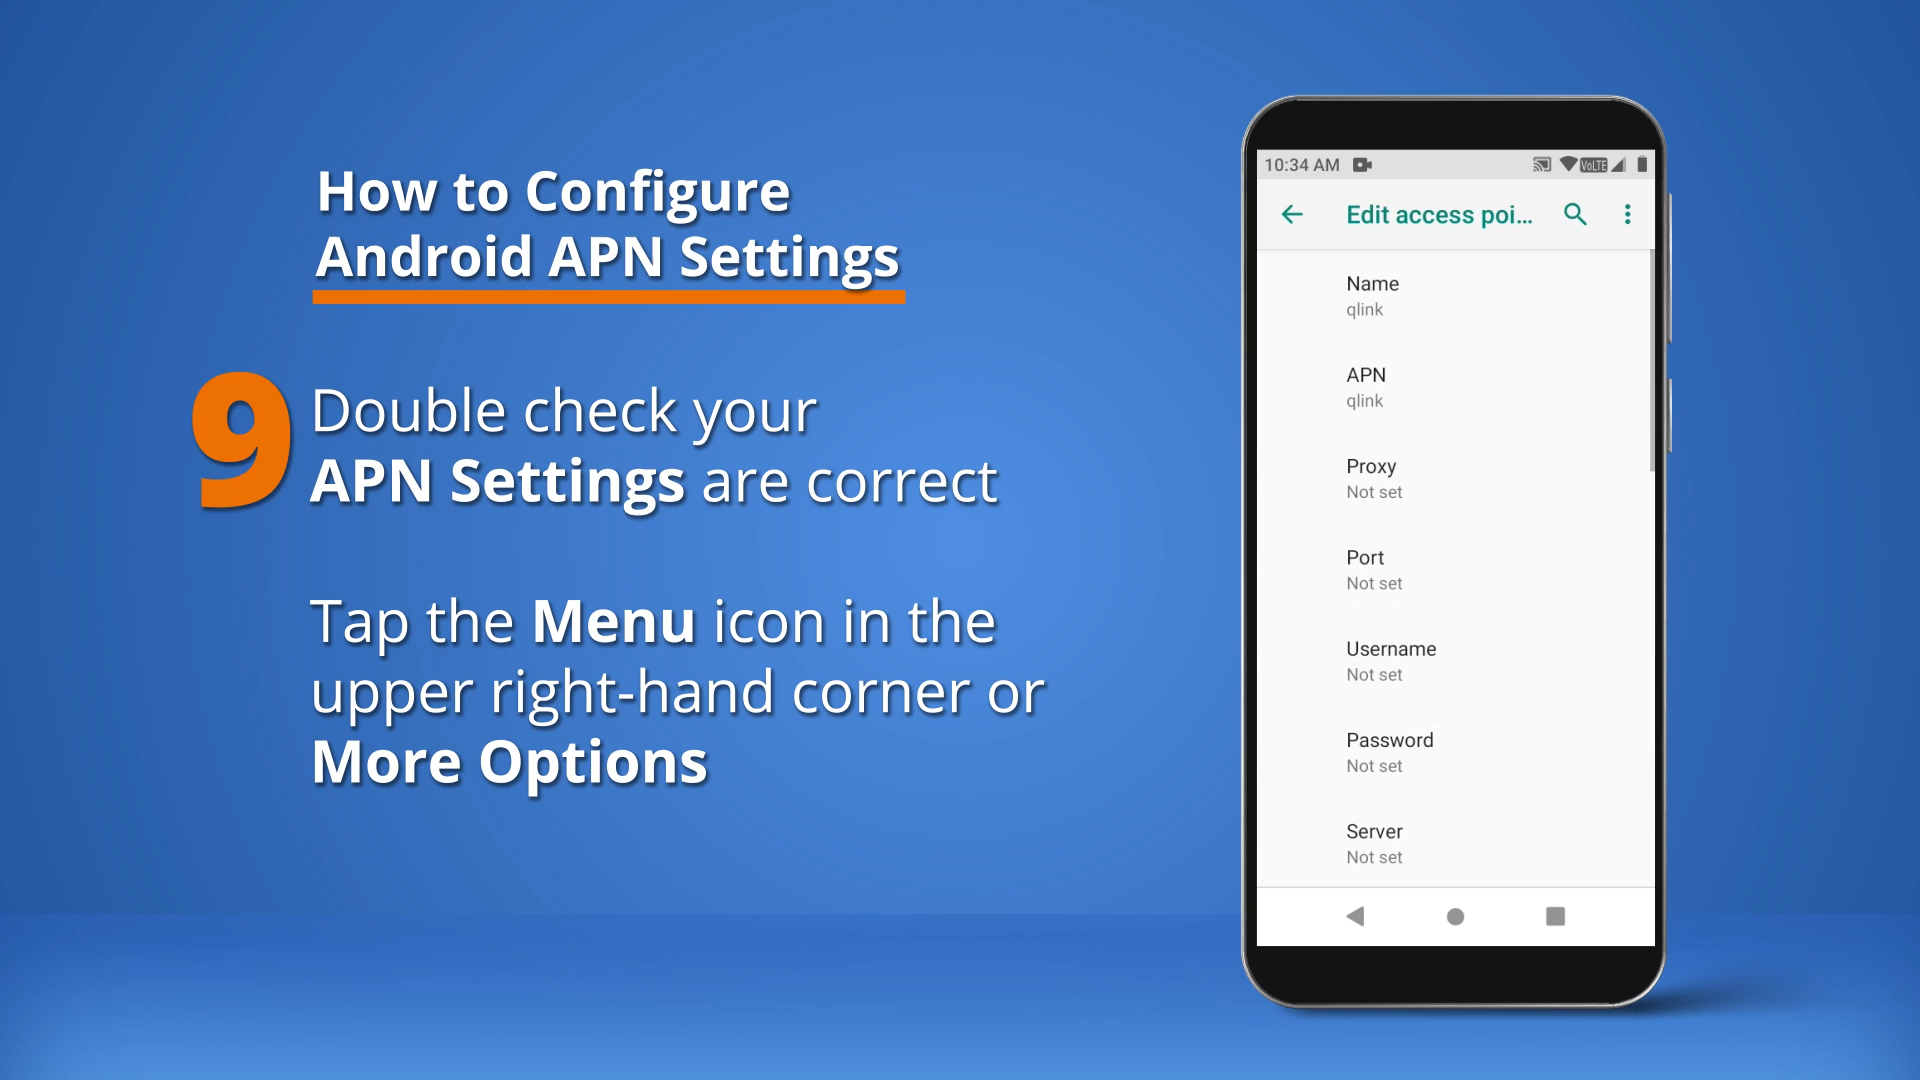 How to Configure
Android APN Settings
9
Double check your
APN Settings are correct
Tap the Menu icon in the
upper right-hand corner or
More Options
10:34 AM
VoLTE
Edit access poi...
Name
qlink
APN
qlink
Proxy
Not set
Port
Not set
Username
Not set
Password
Not set
Server
Not set